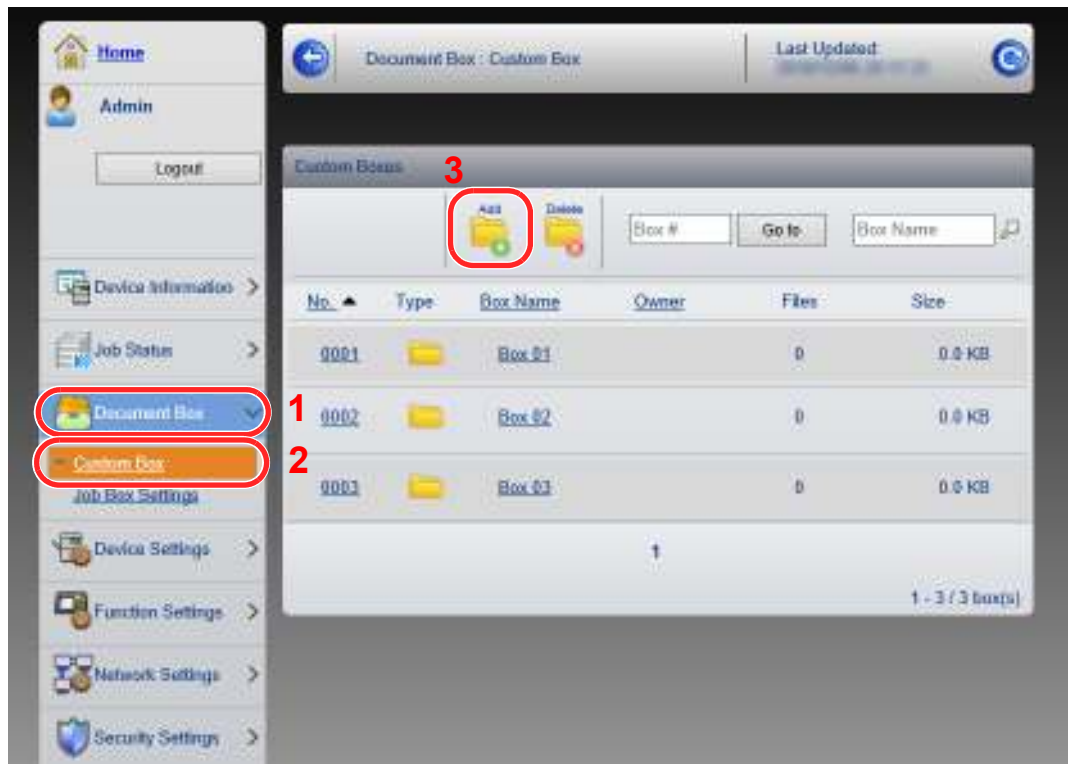 Home
Admin
Logout
Device Information
Job Status
Document Box
1
Custom Box
2
Job Box Settings
Device Settings
Function Settings
Network Settings
Security Settings
Document Box : Custom Box
Last Updated:
Custom Boxes
3
Add Delete
Box # Go to Box Name
No. Type Box Name Owner Files Size
0001 Box 01 0 0.0 KB
0002 Box 02 0 0.0 KB
0003 Box 03 0 0.0 KB
1
1 - 3 / 3 box(s)